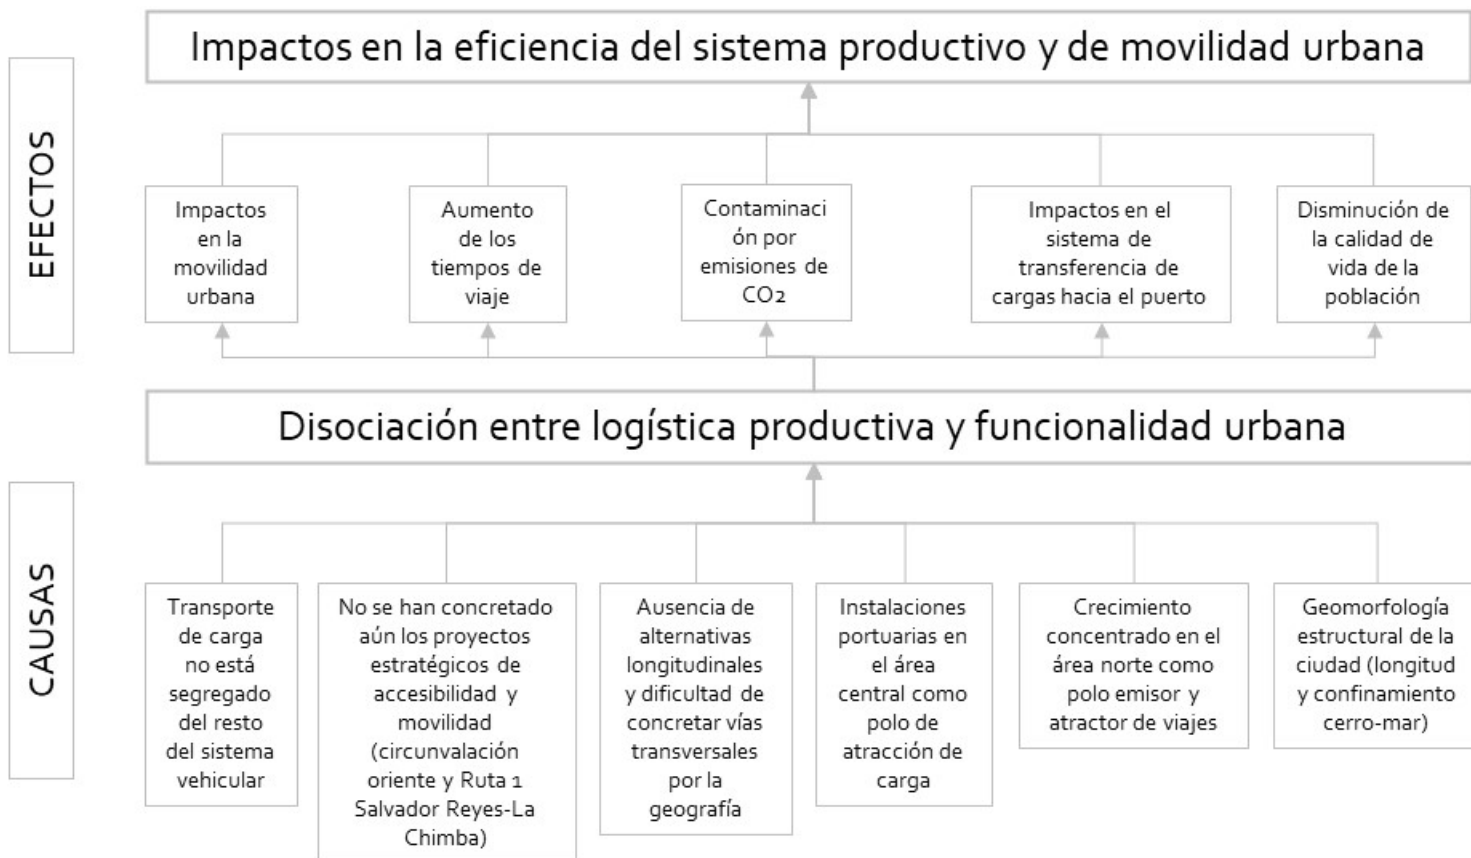 Impactos en la eficiencia del sistema productivo y de movilidad urbana
EFECTOS
Impactos
en la
movilidad
urbana
Aumento
de los
tiempos de
viaje
Contaminaci
ón por
emisiones de
CO2
Impactos en el
sistema de
transferencia de
cargas hacia el puerto
Disminución de
la calidad de
vida de la
población
Disociación entre logística productiva y funcionalidad urbana
CAUSAS
Transporte
de carga
no está
segregado
del resto
del sistema
vehicular
No se han concretado
aún los proyectos
estratégicos de
accesibilidad y
movilidad
(circunvalación
oriente y Ruta 1
Salvador Reyes-La
Chimba)
Ausencia de
alternativas
longitudinales
y dificultad de
concretar vías
transversales
por la
geografía
Instalaciones
portuarias en
el área
central como
polo de
atracción de
carga
Crecimiento
concentrado en el
área norte como
polo emisor y
atractor de viajes
Geomorfología
estructural de la
ciudad (longitud
y confinamiento
cerro-mar)